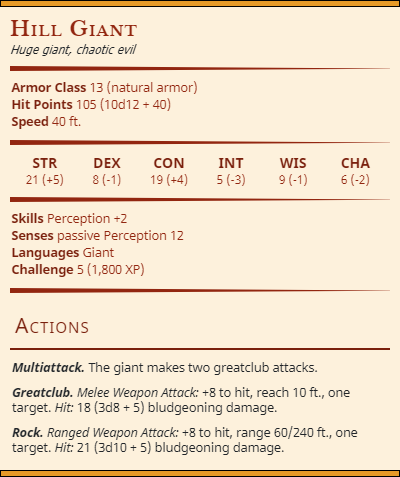 Hill Giant
Huge giant, chaotic evil
Armor Class 13 (natural armor)
Hit Points 105 (10d12 + 40)
Speed 40 ft.
STR DEX CON INT WIS CHA
21 (+5) 8 (-1) 19 (+4) 5 (-3) 9 (-1) 6 (-2)
Skills Perception +2
Senses passive Perception 12
Languages Giant
Challenge 5 (1,800 XP)
Actions
Multiattack. The giant makes two greatclub attacks.
Greatclub. Melee Weapon Attack: +8 to hit, reach 10 ft., one
target. Hit: 18 (3d8 + 5) bludgeoning damage.
Rock. Ranged Weapon Attack: +8 to hit, range 60/240 ft., one
target. Hit: 21 (3d10 + 5) bludgeoning damage.